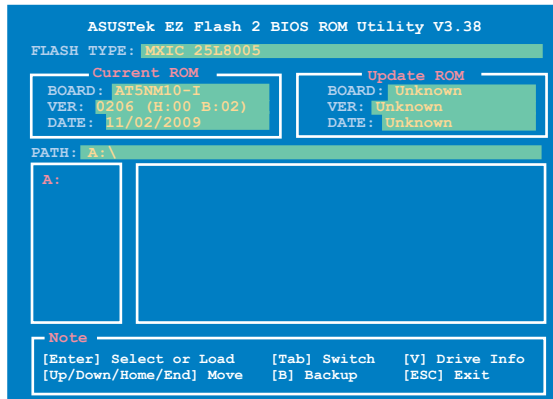 ASUSTek EZ Flash 2 BIOS ROM Utility V3.38
FLASH TYPE: MXIC 25L8005
Current ROM
BOARD: AT5NM10-I
VER: 0206 (H:00 B:02)
DATE: 11/02/2009
Update ROM
BOARD: Unknown
VER: Unknown
DATE: Unknown
PATH: A:\
A:
Note
[Enter] Select or Load [Tab] Switch [V] Drive Info
[Up/Down/Home/End] Move [B] Backup [ESC] Exit